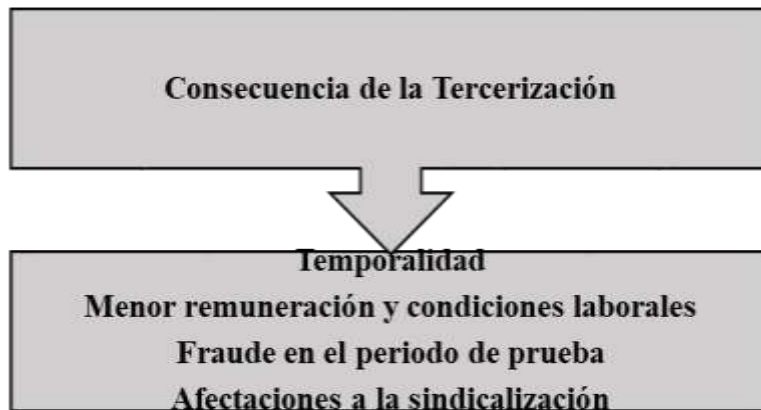 Consecuencia de la Tercerización
Temporalidad
Menor remuneración y condiciones laborales
Fraude en el periodo de prueba
Afectaciones a la sindicalización